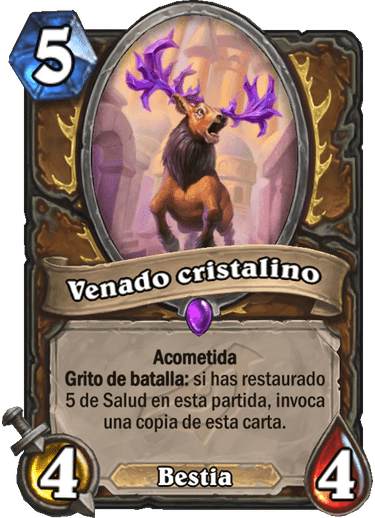 5
Venado cristalino
Acometida
Grito de batalla: si has restaurado
5 de Salud en esta partida, invoca
una copia de esta carta.
4
Bestia
4